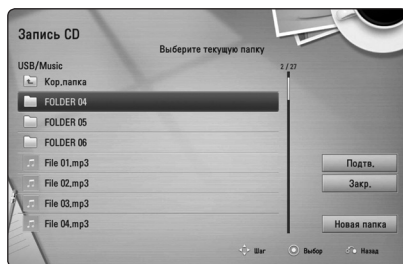 Запись CD
Выберите текущую папку
USB/Music
2 / 27
Кор.папка
FOLDER 04
FOLDER 05
FOLDER 06
File 01.mp3
Подтв.
File 02.mp3
Закр.
File 03.mp3
File 04.mp3
Новая папка
Шаг
Выбор
Назад